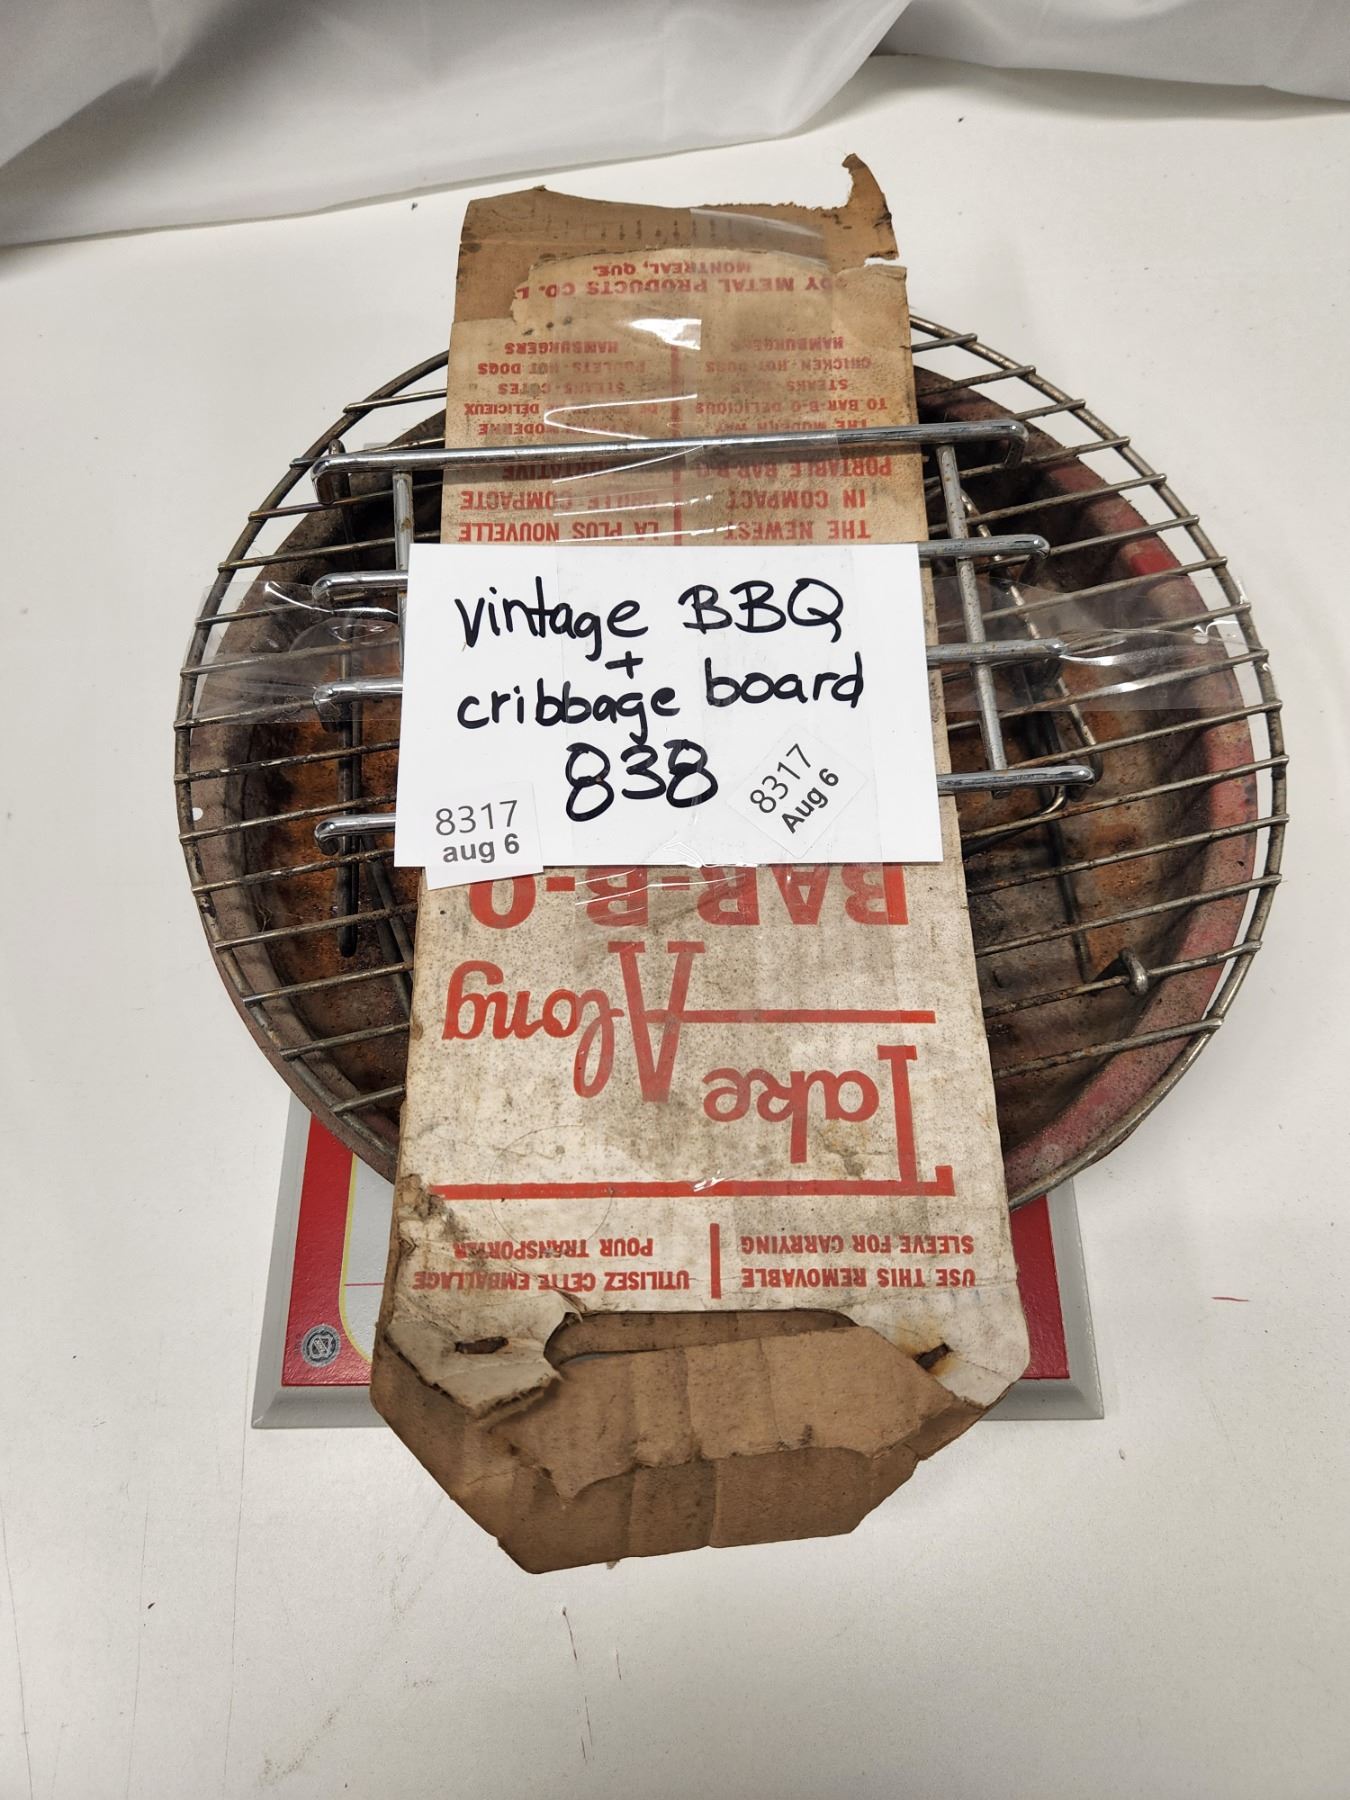 vintage BBQ
+
cribbage board
838
8317
aug 6
8317
Aug 6
USE THIS REMOVABLE
SLEEVE FOR CARRYING
UTILISEZ CETTE EMBALLAGE
POUR TRANSPORTER
Take
Along
BAR-B-Q
THE NEWEST
IN COMPACT
PORTABLE BAR-B-Q
THE MODERN WAY
TO BAR-B-Q DELICIOUS
STEAKS
CHICKEN · HOT DOGS
HAMBURGERS
LA PLUS NOUVELLE
GRILLE COMPACTE
MODERNE
DELICIEUX
STEAKS · COTES
POULETS · HOT DOGS
HAMBURGERS
METAL PRODUCTS CO.
MONTREAL, QUE.